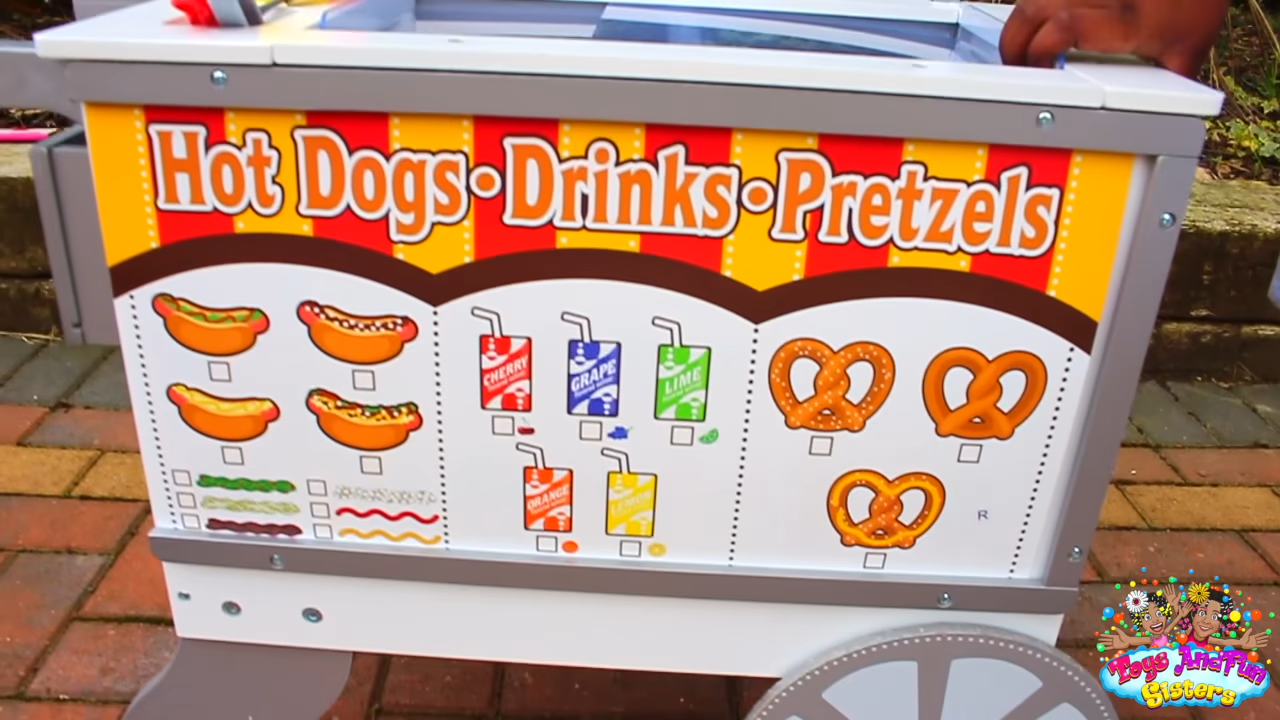 Hot Dogs • Drinks • Pretzels
CHERRY
GRAPE
LIME
ORANGE
LEMON
R
Toys AndFun
Sisters